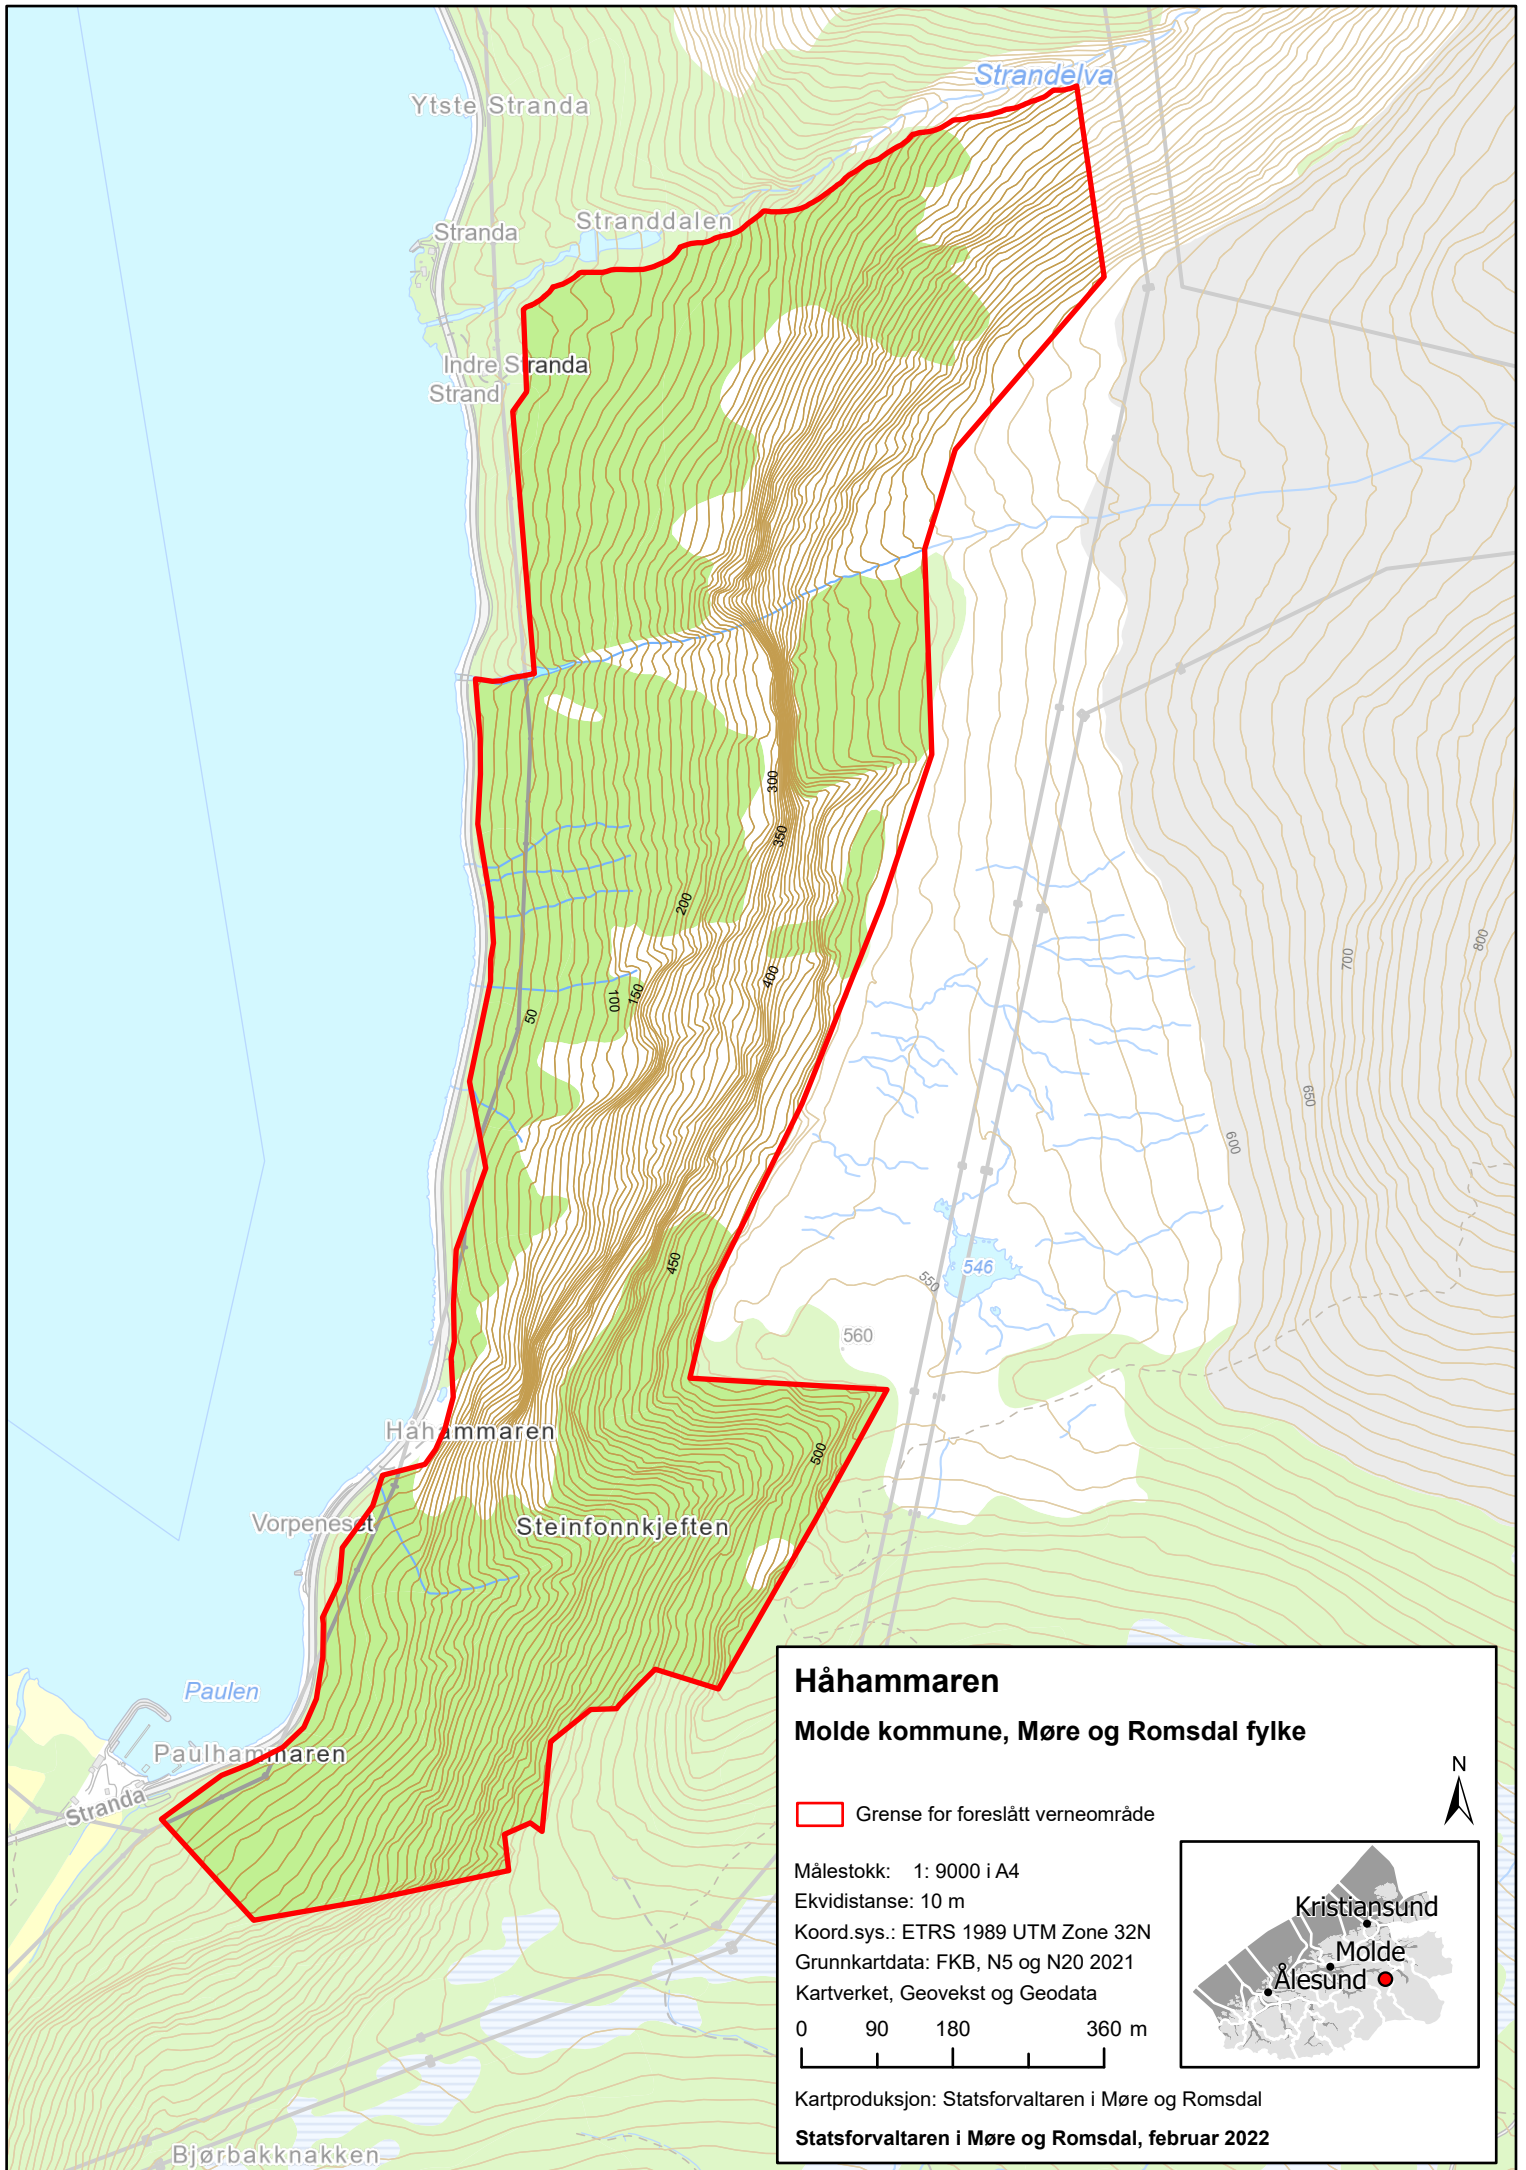 Strandelva
Ytste Stranda
Stranddalen
Stranda
Indre Stranda
Strand
300
350
200
400
800
700
100
150
50
650
600
450
546
550
560
Håhammaren
500
Vorpeneset
Steinfonnkjeften
Paulen
Paulhammaren
Stranda
Bjørbakknakken
Håhammaren
Molde kommune, Møre og Romsdal fylke
N
Grense for foreslått verneområde
Målestokk: 1: 9000 i A4
Ekvidistanse: 10 m
Koord.sys.: ETRS 1989 UTM Zone 32N
Grunnkartdata: FKB, N5 og N20 2021
Kartverket, Geovekst og Geodata
0 90 180 360 m
Kristiansund
Molde
Ålesund
Kartproduksjon: Statsforvaltaren i Møre og Romsdal
Statsforvaltaren i Møre og Romsdal, februar 2022